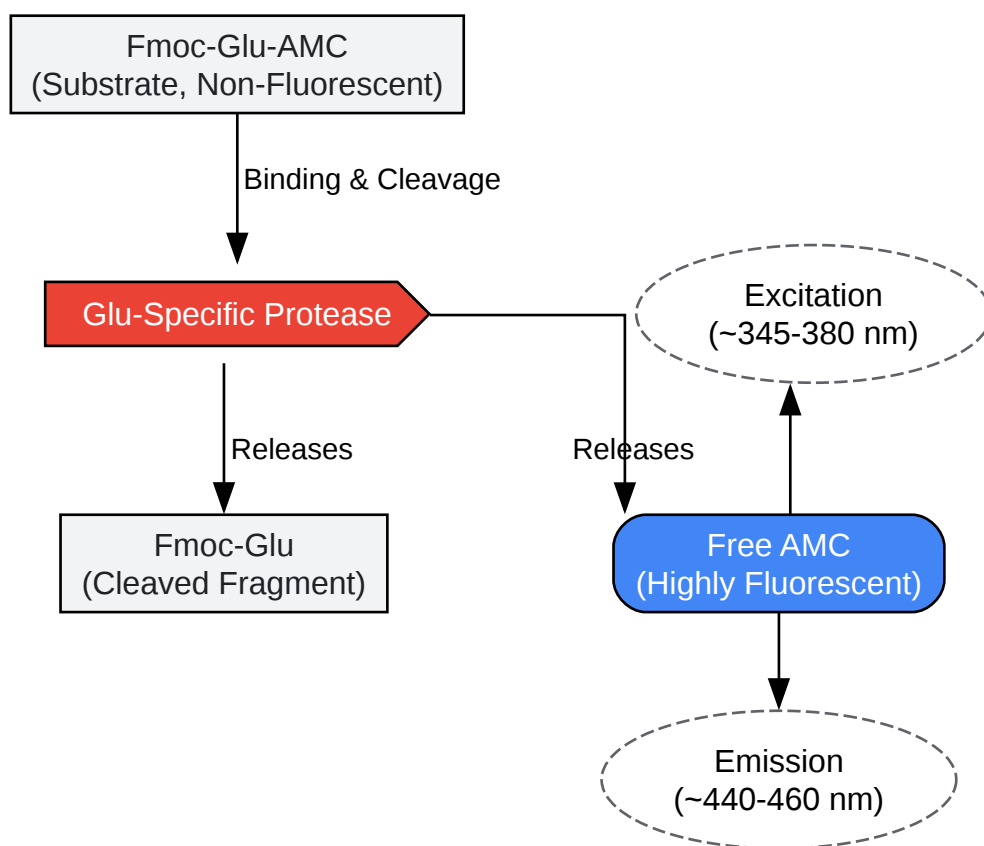 Fmoc-Glu-AMC
(Substrate, Non-Fluorescent)
Binding & Cleavage
Glu-Specific Protease
Excitation
(~345-380 nm)
Releases
Releases
Fmoc-Glu
(Cleaved Fragment)
Free AMC
(Highly Fluorescent)
Emission
(~440-460 nm)